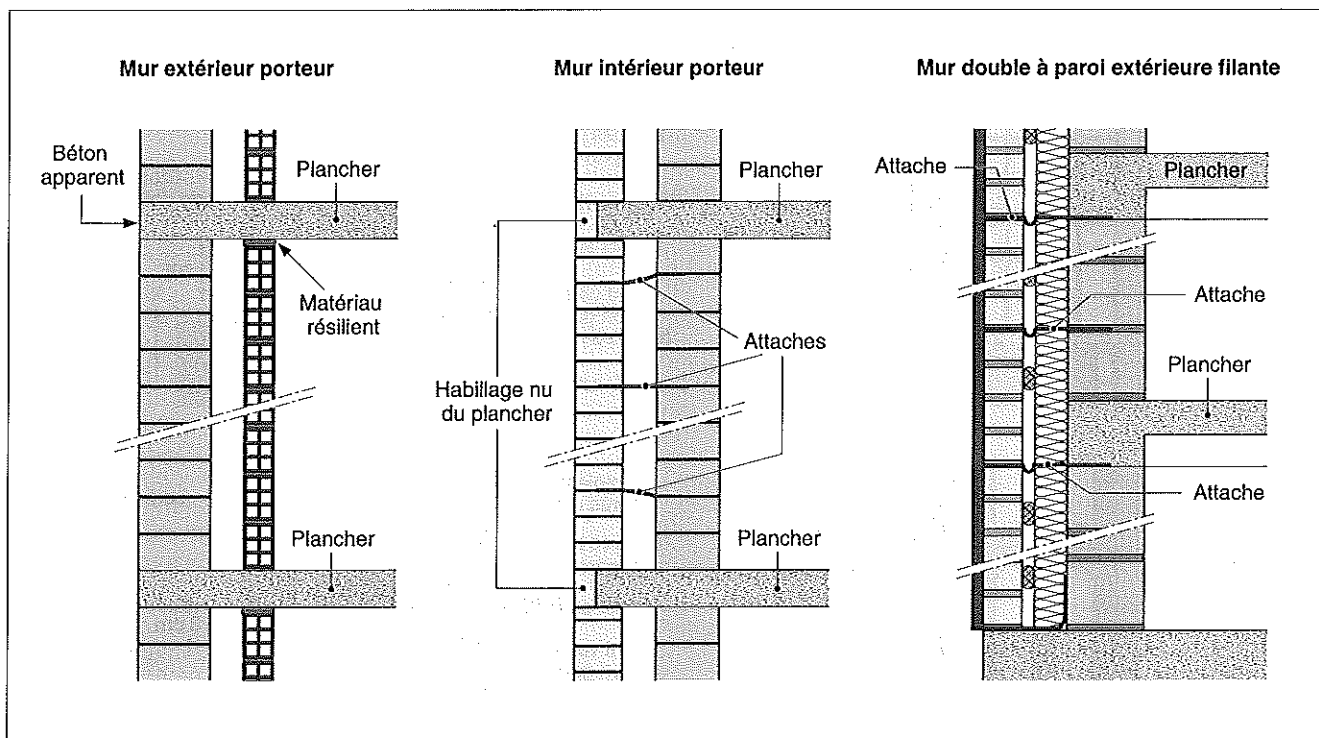 Mur extérieur porteur
Béton
apparent
Plancher
Matériau
résilient
Plancher
Mur intérieur porteur
Plancher
Attaches
Habillage nu
du plancher
Plancher
Mur double à paroi extérieure filante
Attache
Plancher
Attache
Plancher
Attache